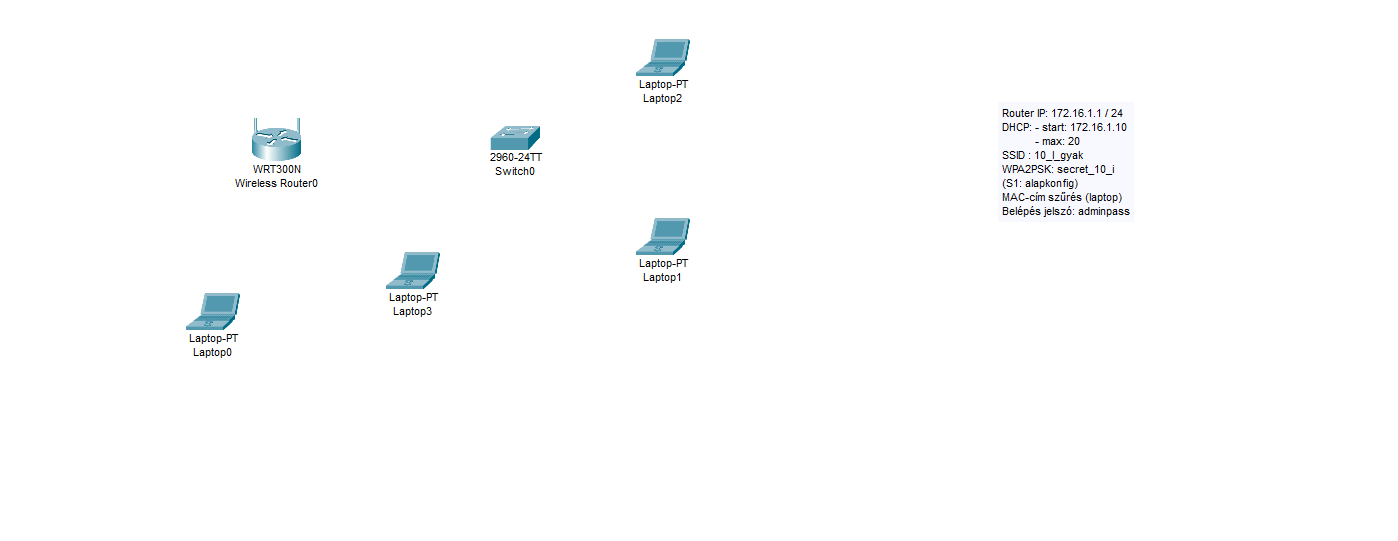 Laptop-PT
Laptop2
WRT300N
Wireless Router0
2960-24TT
Switch0
Laptop-PT
Laptop1
Laptop-PT
Laptop3
Laptop-PT
Laptop0
Router IP: 172.16.1.1 / 24
DHCP: - start: 172.16.1.10
- max: 20
SSID : 10_I_gyak
WPA2PSK: secret_10_i
(S1: alapkonfig)
MAC-cím szűrés (laptop)
Belépés jelszó: adminpass